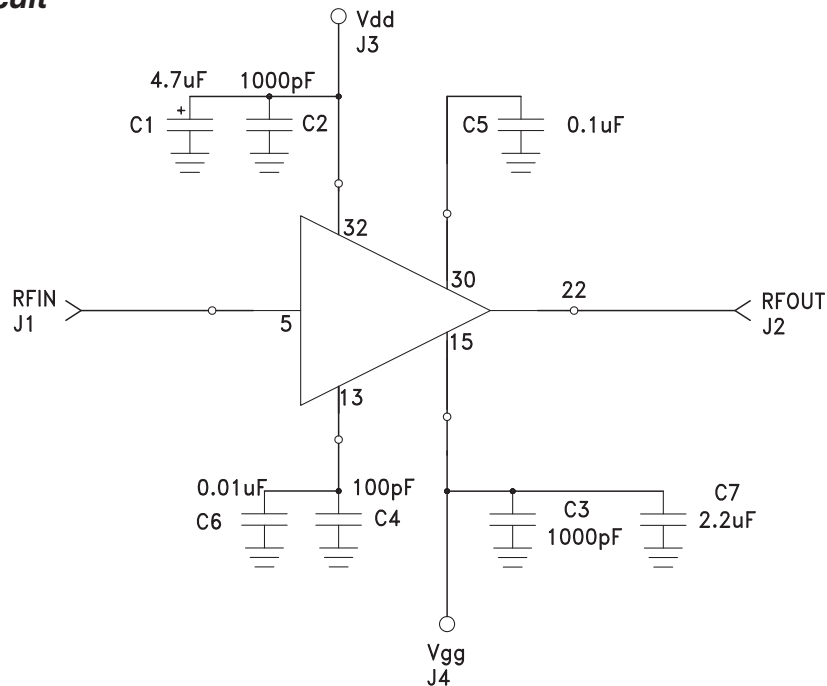 Vdd
J3
4.7uF
1000pF
+
C1
C2
C5
0.1uF
32
30
22
RFIN
J1
5
RFOUT
J2
15
13
0.01uF
100pF
C6
C4
C3
1000pF
C7
2.2uF
Vgg
J4